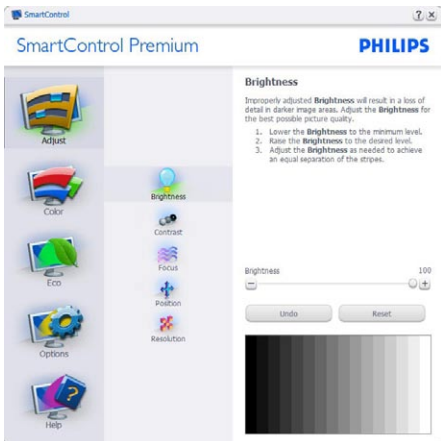 SmartControl
SmartControl Premium
PHILIPS
Adjust
Color
Eco
Options
Help
Brightness
Contrast
Focus
Position
Resolution
Brightness
Improperly adjusted Brightness will result in a loss of
detail in darker image areas. Adjust the Brightness for
the best possible picture quality.
1. Lower the Brightness to the minimum level.
2. Raise the Brightness to the desired level.
3. Adjust the Brightness as needed to achieve
an equal separation of the stripes.
Brightness 100
Undo Reset